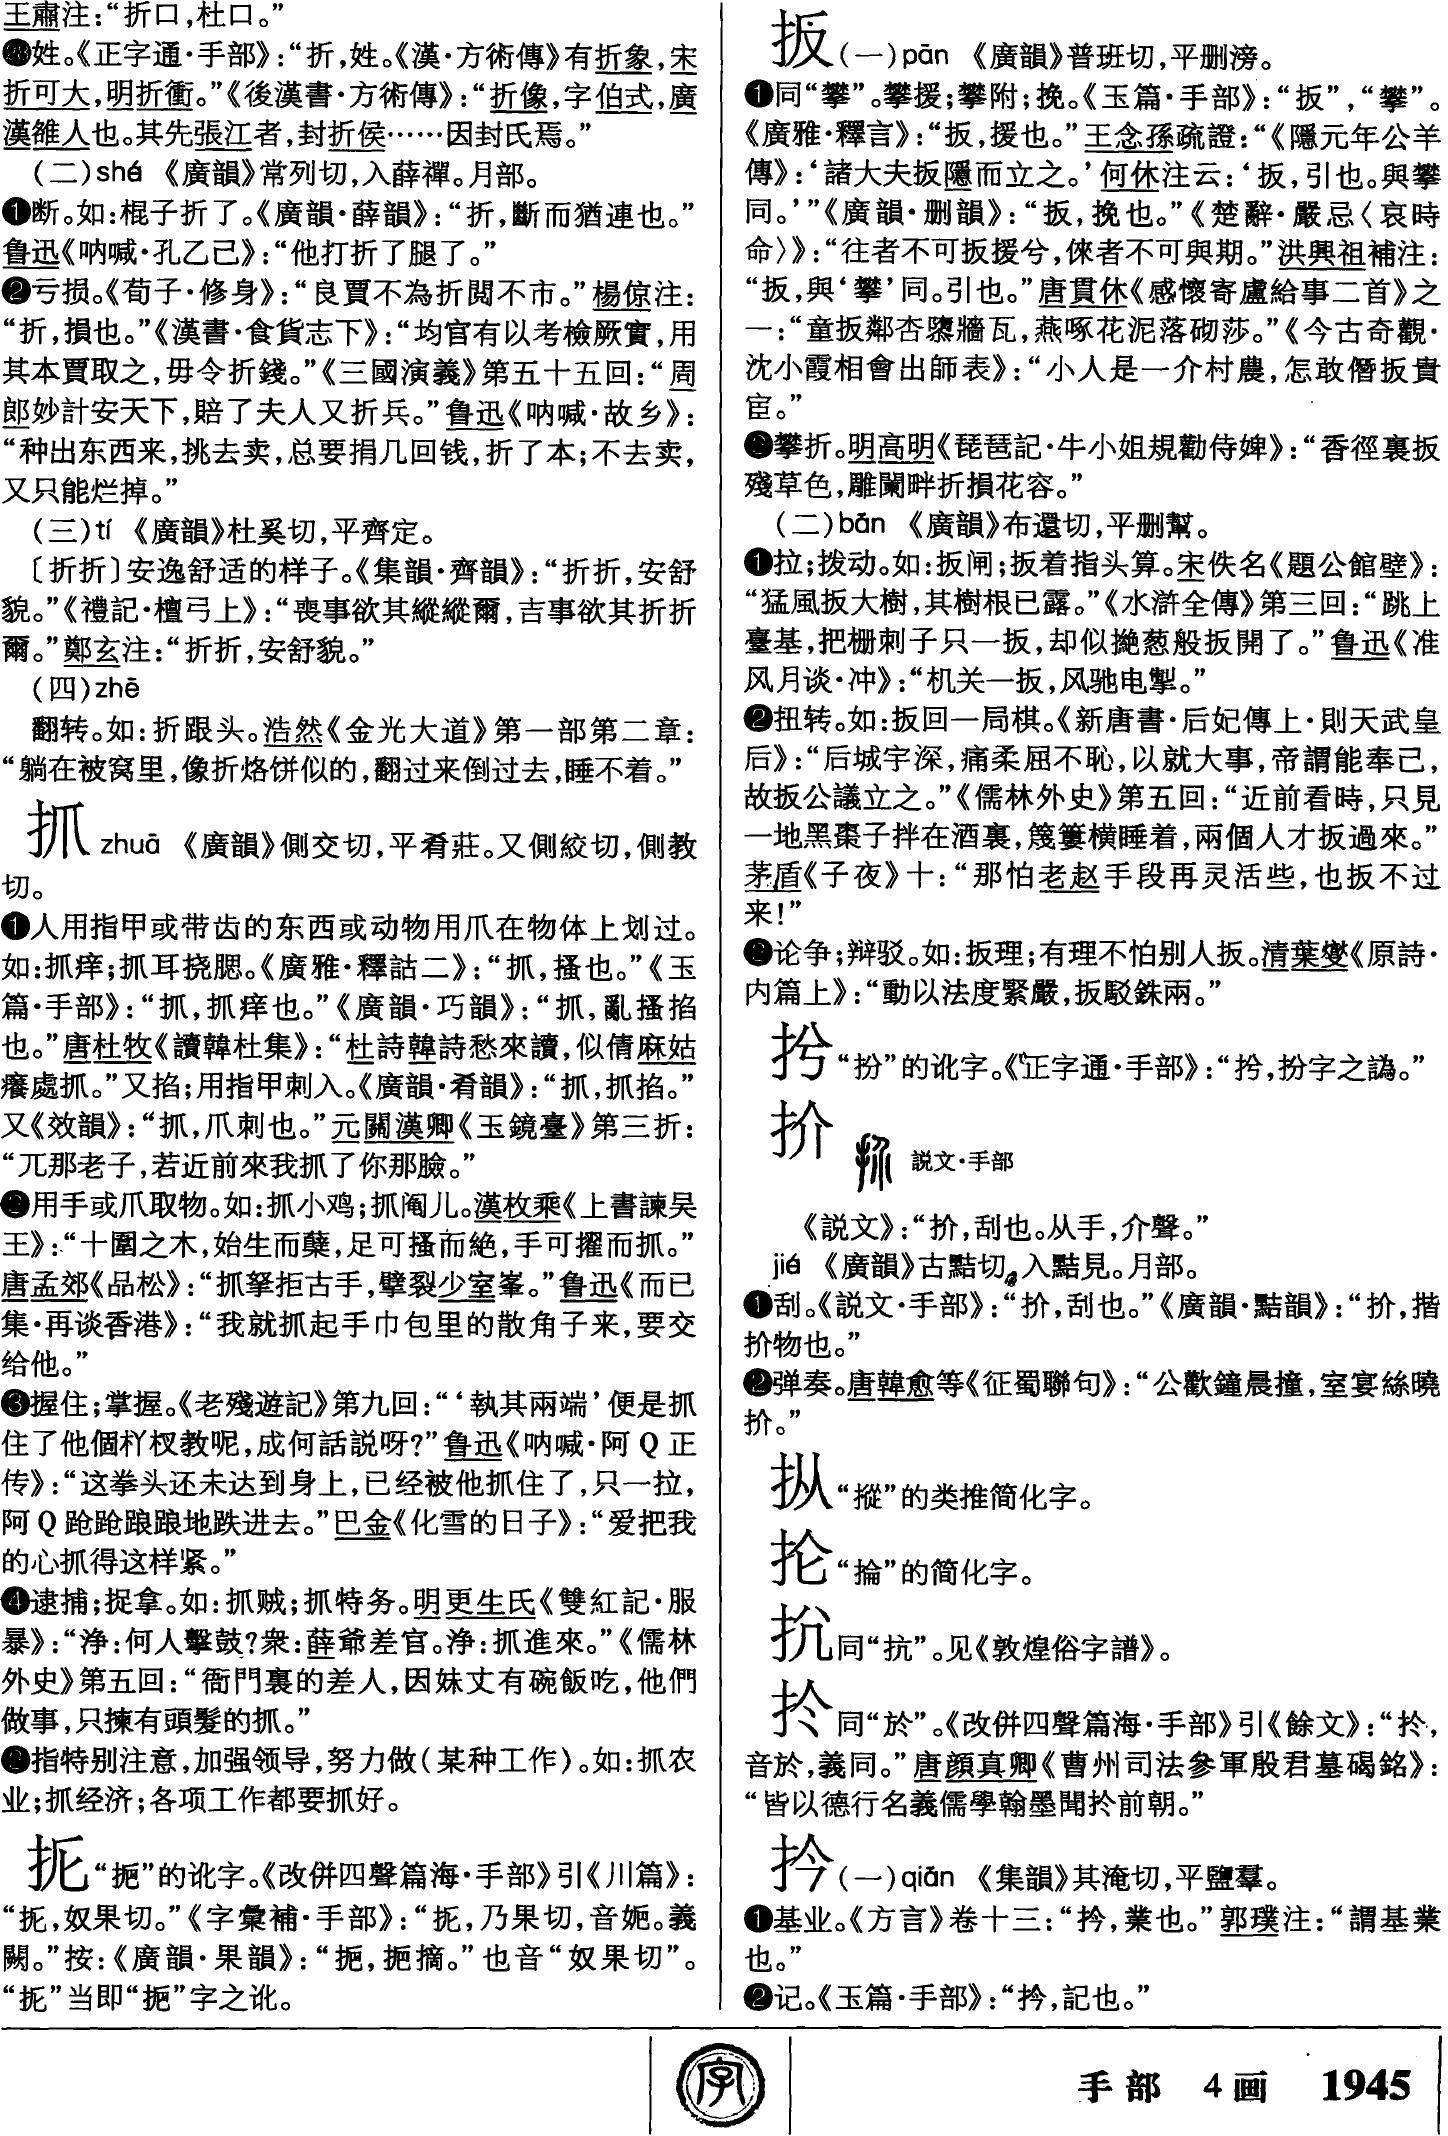 王肅注：“折口，杜口。”
㉘姓。《正字通·手部》：“折，姓。《漢·方術傳》有折象，宋
折可大，明折衝。”《後漢書·方術傳》：“折像，字伯式，廣
漢雒人也。其先張江者，封折侯……因封氏焉。”
（二）shé　《廣韻》常列切，入薛禪。月部。
❶断。如：棍子折了。《廣韻·薛韻》：“折，斷而猶連也。”
鲁迅《呐喊·孔乙己》：“他打折了腿了。”
❷亏损。《荀子·修身》：“良賈不為折閱不市。”楊倞注：
“折，損也。”《漢書·食貨志下》：“均官有以考檢厥實，用
其本賈取之，毋令折錢。”《三國演義》第五十五回：“周
郎妙計安天下，賠了夫人又折兵。”鲁迅《呐喊·故乡》：
“种出东西来，挑去卖，总要捐几回钱，折了本；不去卖，
又只能烂掉。”
（三）tí　《廣韻》杜奚切，平齊定。
〔折折〕安逸舒适的样子。《集韻·齊韻》：“折折，安舒
貌。”《禮記·檀弓上》：“喪事欲其縱縱爾，吉事欲其折折
爾。”鄭玄注：“折折，安舒貌。”
（四）zhē
翻转。如：折跟头。浩然《金光大道》第一部第二章：
“躺在被窝里，像折烙饼似的，翻过来倒过去，睡不着。”
抓 zhuā　《廣韻》側交切，平肴莊。又側絞切，側教
切。
❶人用指甲或带齿的东西或动物用爪在物体上划过。
如：抓痒；抓耳挠腮。《廣雅·釋詁二》：“抓，搔也。”《玉
篇·手部》：“抓，抓痒也。”《廣韻·巧韻》：“抓，亂搔掐
也。”唐杜牧《讀韓杜集》：“杜詩韓詩愁來讀，似倩麻姑
癢處抓。”又掐；用指甲刺入。《廣韻·肴韻》：“抓，抓掐。”
又《效韻》：“抓，爪刺也。”元關漢卿《玉鏡臺》第三折：
“兀那老子，若近前來我抓了你那臉。”
❷用手或爪取物。如：抓小鸡；抓阄儿。漢枚乘《上書諫吴
王》：“十圍之木，始生而蘖，足可搔而絶，手可擢而抓。”
唐孟郊《品松》：“抓拏拒古手，擘裂少室峯。”鲁迅《而已
集·再谈香港》：“我就抓起手巾包里的散角子来，要交
给他。”
❸握住；掌握。《老殘遊記》第九回：“‘執其兩端’便是抓
住了他個杆杈教呢，成何話説呀？”鲁迅《呐喊·阿Q正
传》：“这拳头还未达到身上，已经被他抓住了，只一拉，
阿Q跄跄踉踉地跌进去。”巴金《化雪的日子》：“爱把我
的心抓得这样紧。”
❹逮捕；捉拿。如：抓贼；抓特务。明更生氏《雙紅記·服
暴》：“净：何人擊鼓？衆：薛爺差官。净：抓進來。”《儒林
外史》第五回：“衙門裏的差人，因妹丈有碗飯吃，他們
做事，只揀有頭髮的抓。”
❺指特别注意，加强领导，努力做（某种工作）。如：抓农
业；抓经济；各项工作都要抓好。
扼“㧖”的讹字。《改併四聲篇海·手部》引《川篇》：
“，奴果切。”《字彙補·手部》：“，乃果切，音妮。義
闕。”按：《廣韻·果韻》：“，摘。”也音“奴果切”。
“”当即“”字之讹。
扳（一）pān　《廣韻》普班切，平删滂。
❶同“攀”。攀援；攀附；挽。《玉篇·手部》：“扳”，“攀”。
《廣雅·釋言》：“扳，援也。”王念孫疏證：“《隱元年公羊
傳》：‘諸大夫扳隱而立之。’何休注云：‘扳，引也。與攀
同。’”《廣韻·删韻》：“扳，挽也。”《楚辭·嚴忌〈哀時
命〉》：“往者不可扳援兮，倈者不可與期。”洪興祖補注：
“扳，與‘攀’同。引也。”唐貫休《感懷寄盧給事二首》之
一：“童扳鄰杏隳牆瓦，燕啄花泥落砌莎。”《今古奇觀·
沈小霞相會出師表》：“小人是一介村農，怎敢僭扳貴
宦。”
❷攀折。明高明《琵琶記·牛小姐規勸侍婢》：“香徑裏扳
殘草色，雕闌畔折損花容。”
（二）bān　《廣韻》布還切，平删幫。
❶拉；拨动。如：扳闸；扳着指头算。宋佚名《題公館壁》：
“猛風扳大樹，其樹根已露。”《水滸全傳》第三回：“跳上
臺基，把栅刺子只一扳，却似撧葱般扳開了。”鲁迅《准
风月谈·冲》：“机关一扳，风驰电掣。”
❷扭转。如：扳回一局棋。《新唐書·后妃傳上·則天武皇
后》：“后城宇深，痛柔屈不恥，以就大事，帝謂能奉己，
故扳公議立之。”《儒林外史》第五回：“近前看時，只見
一地黑棗子拌在酒裏，篾簍横睡着，兩個人才扳過來。”
茅盾《子夜》十：“那怕老赵手段再灵活些，也扳不过
来！”
❸论争；辩驳。如：扳理；有理不怕别人扳。清葉燮《原詩·
内篇上》：“動以法度緊嚴，扳駁銖兩。”
“扮”的讹字。《正字通·手部》：“，扮字之譌。”
扴　説文·手部
《説文》：“扴，刮也。从手，介聲。”
jiá　《廣韻》古黠切，入黠見。月部。
❶刮。《説文·手部》：“扴，刮也。”《廣韻·黠韻》：“扴，揩
扴物也。”
❷弹奏。唐韓愈等《征蜀聯句》：“公歡鐘晨撞，室宴絲曉
扴。”
㧐“摐”的类推简化字。
抡“掄”的简化字。
同“抗”。见《敦煌俗字譜》。
扵同“於”。《改併四聲篇海·手部》引《餘文》：“扵，
音於，義同。”唐顔真卿《曹州司法參軍殷君墓碣銘》：
“皆以德行名義儒學翰墨聞扵前朝。”
扲（一）qián　《集韻》其淹切，平鹽羣。
❶基业。《方言》卷十三：“扲，業也。”郭璞注：“謂基業
也。”
❷记。《玉篇·手部》：“扲，記也。”
字
手部　4画　1945